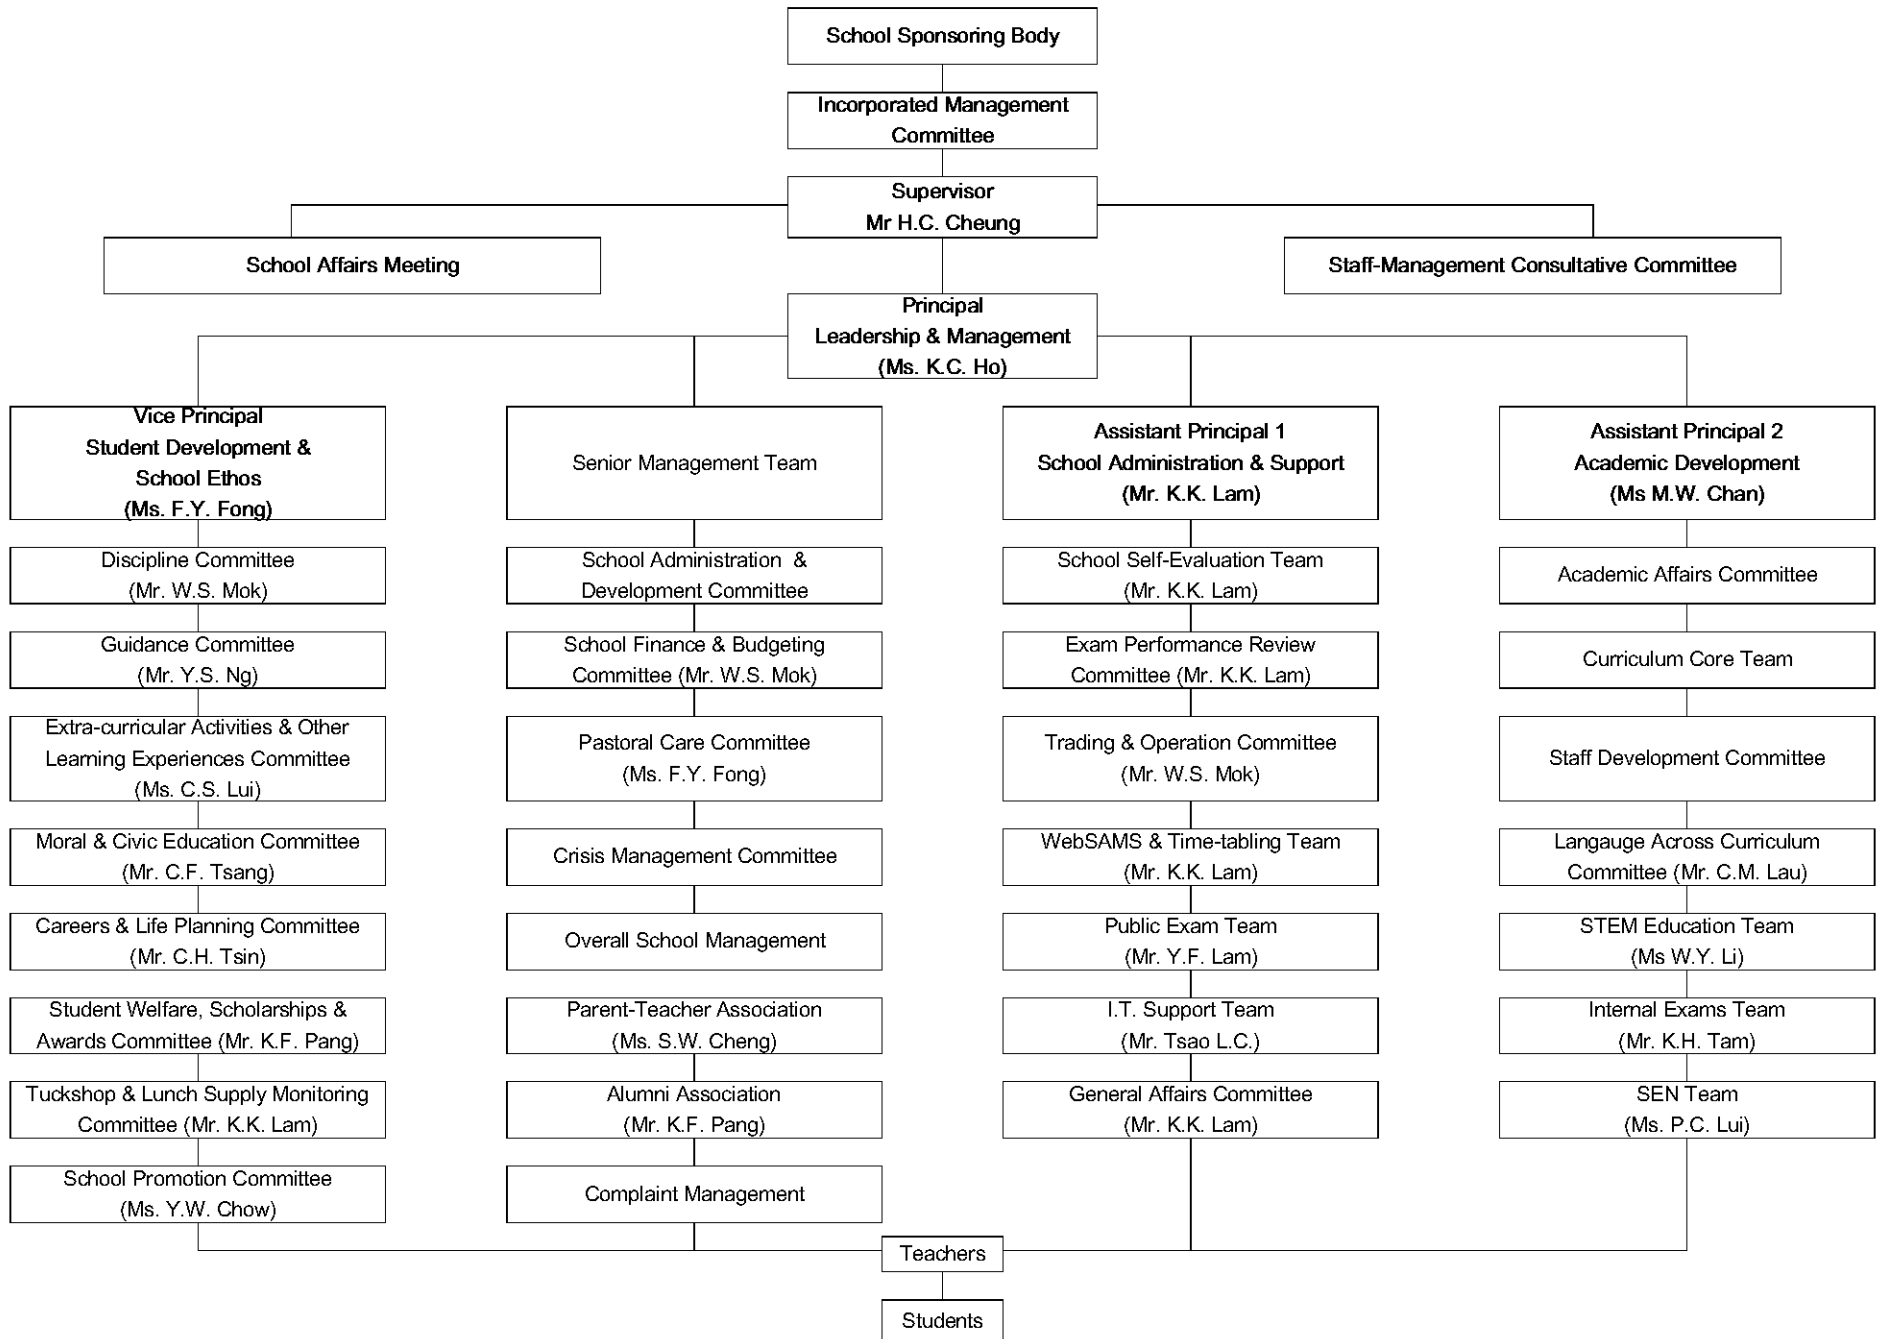 School Sponsoring Body
Incorporated Management
Committee
Supervisor
Mr H.C. Cheung
School Affairs Meeting
Staff-Management Consultative Committee
Principal
Leadership & Management
(Ms. K.C. Ho)
Vice Principal
Student Development &
School Ethos
(Ms. F.Y. Fong)
Senior Management Team
Assistant Principal 1
School Administration & Support
(Mr. K.K. Lam)
Assistant Principal 2
Academic Development
(Ms M.W. Chan)
Discipline Committee
(Mr. W.S. Mok)
School Administration &
Development Committee
School Self-Evaluation Team
(Mr. K.K. Lam)
Academic Affairs Committee
Guidance Committee
(Mr. Y.S. Ng)
School Finance & Budgeting
Committee (Mr. W.S. Mok)
Exam Performance Review
Committee (Mr. K.K. Lam)
Curriculum Core Team
Extra-curricular Activities & Other
Learning Experiences Committee
(Ms. C.S. Lui)
Pastoral Care Committee
(Ms. F.Y. Fong)
Trading & Operation Committee
(Mr. W.S. Mok)
Staff Development Committee
Moral & Civic Education Committee
(Mr. C.F. Tsang)
Crisis Management Committee
WebSAMS & Time-tabling Team
(Mr. K.K. Lam)
Langauge Across Curriculum
Committee (Mr. C.M. Lau)
Careers & Life Planning Committee
(Mr. C.H. Tsin)
Overall School Management
Public Exam Team
(Mr. Y.F. Lam)
STEM Education Team
(Ms W.Y. Li)
Student Welfare, Scholarships &
Awards Committee (Mr. K.F. Pang)
Parent-Teacher Association
(Ms. S.W. Cheng)
I.T. Support Team
(Mr. Tsao L.C.)
Internal Exams Team
(Mr. K.H. Tam)
Tuckshop & Lunch Supply Monitoring
Committee (Mr. K.K. Lam)
Alumni Association
(Mr. K.F. Pang)
General Affairs Committee
(Mr. K.K. Lam)
SEN Team
(Ms. P.C. Lui)
School Promotion Committee
(Ms. Y.W. Chow)
Complaint Management
Teachers
Students